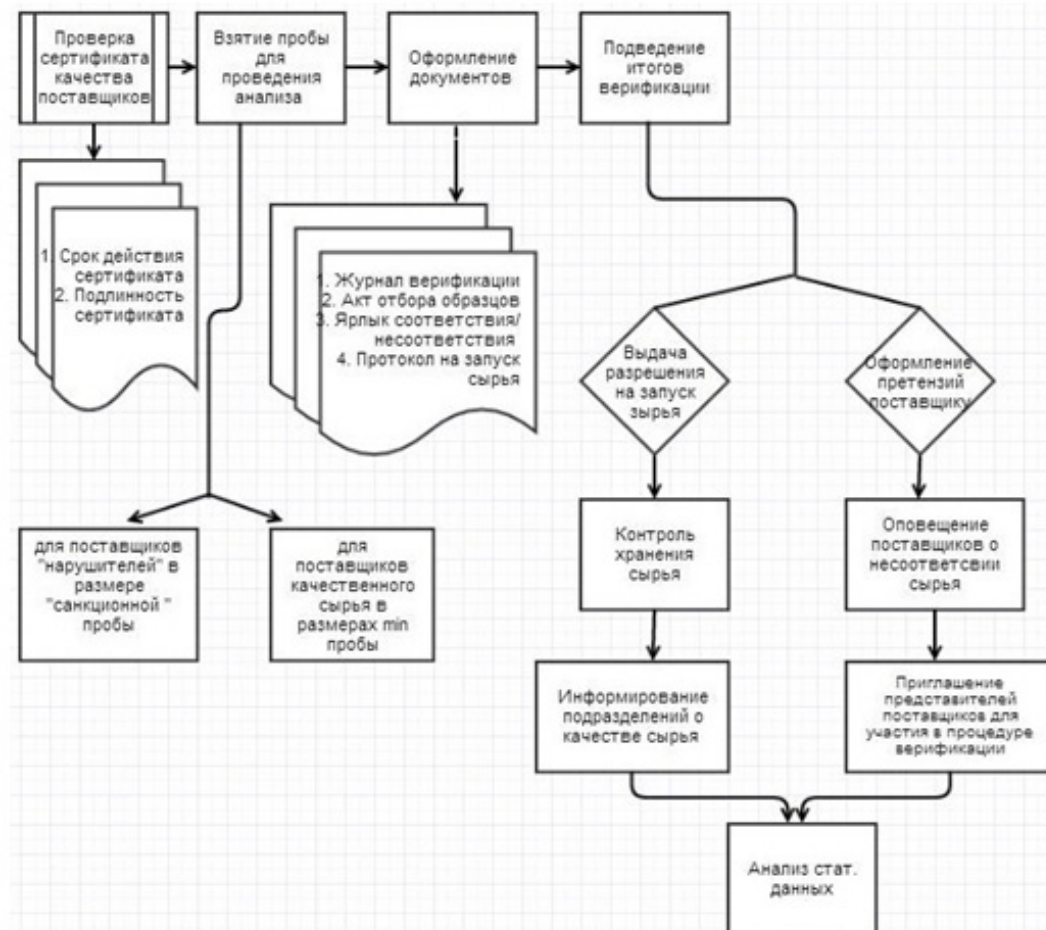 Проверка
сертификата
качества
поставщиков
Взятие пробы
для
проведения
анализа
Оформление
документов
Подведение
итогов
верификации
1. Срок действия
сертификата
2. Подлинность
сертификата
1. Журнал верификации
2. Акт отбора образцов
3. Ярлык соответствия/
несоответствия
4. Протокол на запуск
сырья
Выдача
разрешения
на запуск
зырья
Оформление
претензий
поставщику
для поставщиков
"нарушителей" в
размере
"санкционной "
пробы
для
поставщиков
качественного
сырья в
размерах min
пробы
Контроль
хранения
сырья
Оповещение
поставщиков о
несоответсвии
сырья
Информирование
подразделений о
качестве сырья
Приглашение
представителей
поставщиков для
участия в процедуре
верификации
Анализ стат.
данных